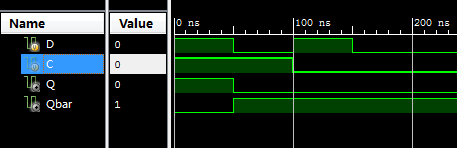 Name Value 0 ns 100 ns 200 ns
D 0
C 0
Q 0
Qbar 1